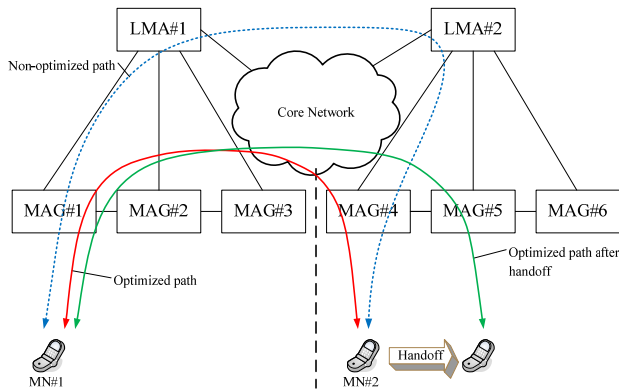 LMA#1
LMA#2
Non-optimized path
Core Network
MAG#1
MAG#2
MAG#3
MAG#4
MAG#5
MAG#6
Optimized path
Optimized path after
handoff
Handoff
MN#1
MN#2